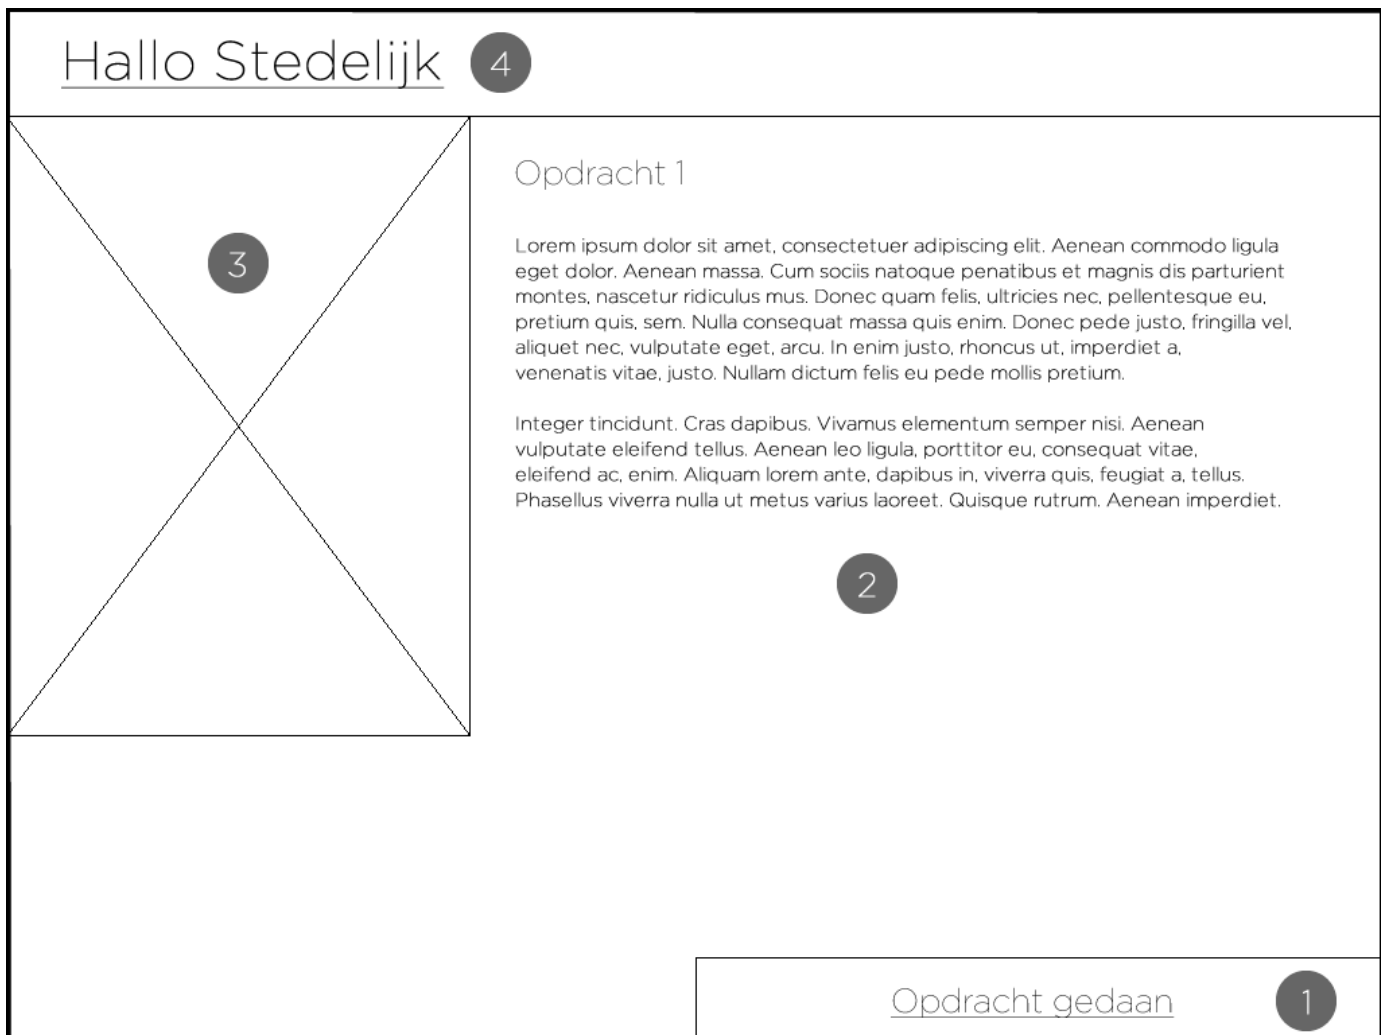 Hallo Stedelijk 4
3
Opdracht 1
Lorem ipsum dolor sit amet, consectetuer adipiscing elit. Aenean commodo ligula
eget dolor. Aenean massa. Cum sociis natoque penatibus et magnis dis parturient
montes, nascetur ridiculus mus. Donec quam felis, ultricies nec, pellentesque eu,
pretium quis, sem. Nulla consequat massa quis enim. Donec pede justo, fringilla vel,
aliquet nec, vulputate eget, arcu. In enim justo, rhoncus ut, imperdiet a,
venenatis vitae, justo. Nullam dictum felis eu pede mollis pretium.
Integer tincidunt. Cras dapibus. Vivamus elementum semper nisi. Aenean
vulputate eleifend tellus. Aenean leo ligula, porttitor eu, consequat vitae,
eleifend ac, enim. Aliquam lorem ante, dapibus in, viverra quis, feugiat a, tellus.
Phasellus viverra nulla ut metus varius laoreet. Quisque rutrum. Aenean imperdiet.
2
Opdracht gedaan 1